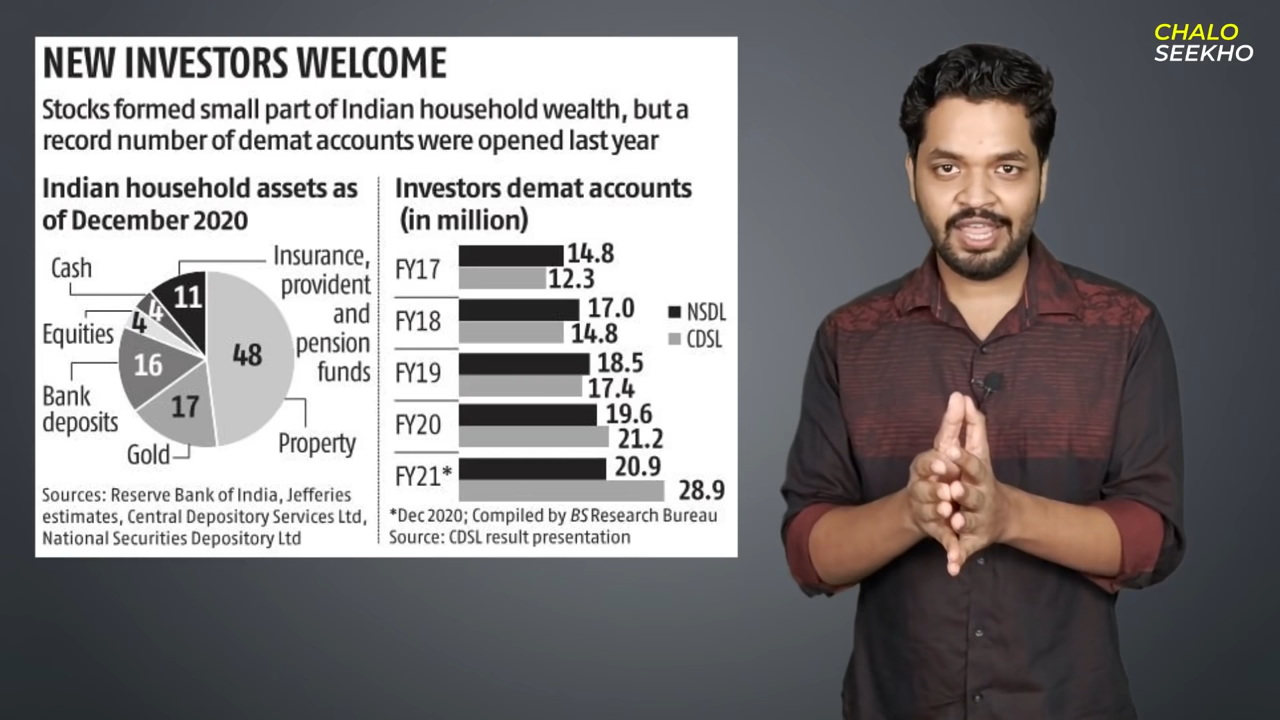 CHALO
SEEKHO
NEW INVESTORS WELCOME
Stocks formed small part of Indian household wealth, but a
record number of demat accounts were opened last year
Indian household assets as
of December 2020
Cash
Equities
Bank
deposits
Gold
Property
Insurance,
provident
and
pension
funds
11
4
4
16
17
48
Sources: Reserve Bank of India, Jefferies
estimates, Central Depository Services Ltd,
National Securities Depository Ltd
Investors demat accounts
(in million)
FY17
14.8
12.3
FY18
17.0
14.8
FY19
18.5
17.4
FY20
19.6
21.2
FY21*
20.9
28.9
NSDL
CDSL
*Dec 2020; Compiled by BS Research Bureau
Source: CDSL result presentation